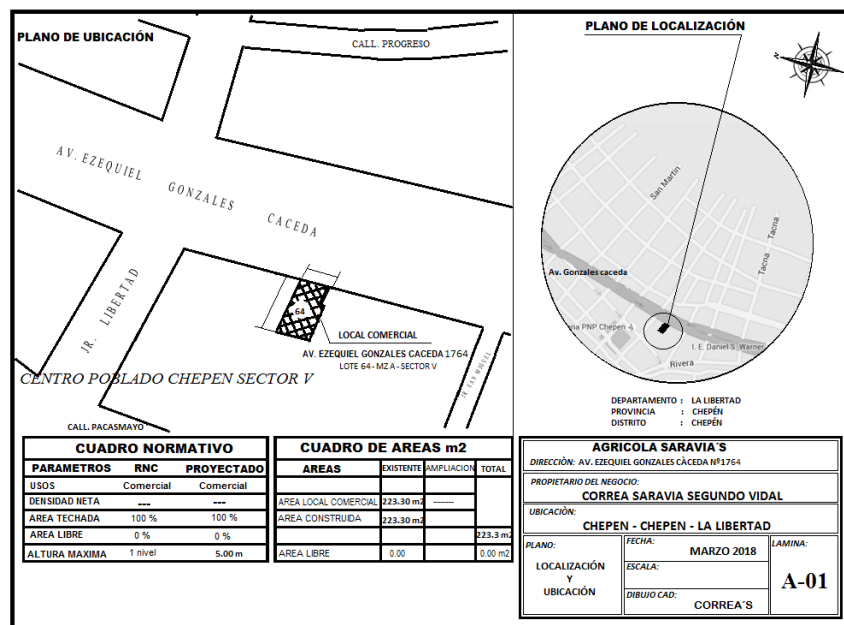 PLANO DE UBICACIÓN
CALL. PROGRESO
AV. EZEQUIEL GONZALES CACEDA
JR. LIBERTAD
64
LOCAL COMERCIAL
AV. EZEQUIEL GONZALES CACEDA 1764
LOTE 64 - MZ A - SECTOR V
JR. SAN MIGUEL
CENTRO POBLADO CHEPEN SECTOR V
CALL. PACASMAYO
PLANO DE LOCALIZACIÓN
N
San Martin
Tacna
Tacna
Av. Gonzales caceda
ria PNP Chepen
I. E. Daniel S. Warner
Rivera
DEPARTAMENTO : LA LIBERTAD
PROVINCIA : CHEPÉN
DISTRITO : CHEPÉN
CUADRO NORMATIVO
PARAMETROS RNC PROYECTADO
USOS Comercial Comercial
DENSIDAD NETA --- ---
AREA TECHADA 100 % 100 %
AREA LIBRE 0 % 0 %
ALTURA MAXIMA 1 nivel 5.00 m
CUADRO DE AREAS m2
AREAS EXISTENTE AMPLIACION TOTAL
AREA LOCAL COMERCIAL 223.30 m2 --------
AREA CONSTRUIDA 223.30 m2
223.3 m2
AREA LIBRE 0.00 0.00 m2
AGRICOLA SARAVIA´S
DIRECCIÒN: AV. EZEQUIEL GONZALES CÀCEDA Nº1764
PROPIETARIO DEL NEGOCIO:
CORREA SARAVIA SEGUNDO VIDAL
UBICACIÒN:
CHEPEN - CHEPEN - LA LIBERTAD
PLANO:
LOCALIZACIÓN
Y
UBICACIÓN
FECHA:
MARZO 2018
ESCALA:
DIBUJO CAD:
CORREA´S
LAMINA:
A-01